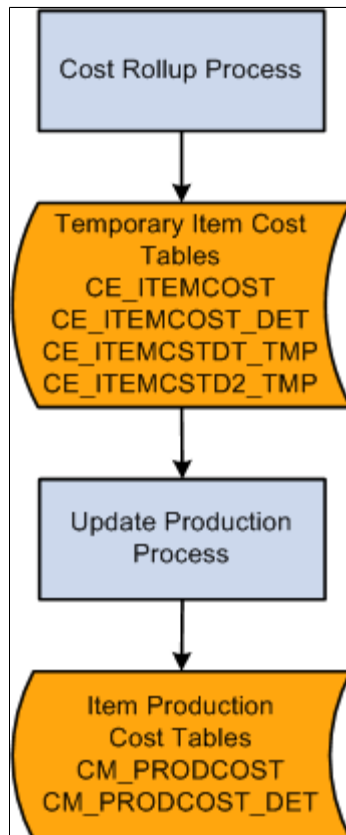 Cost Rollup Process
Temporary Item Cost
Tables
CE_ITEMCOST
CE_ITEMCOST_DET
CE_ITEMCSTDT_TMP
CE_ITEMCSTD2_TMP
Update Production
Process
Item Production
Cost Tables
CM_PRODCOST
CM_PRODCOST_DET